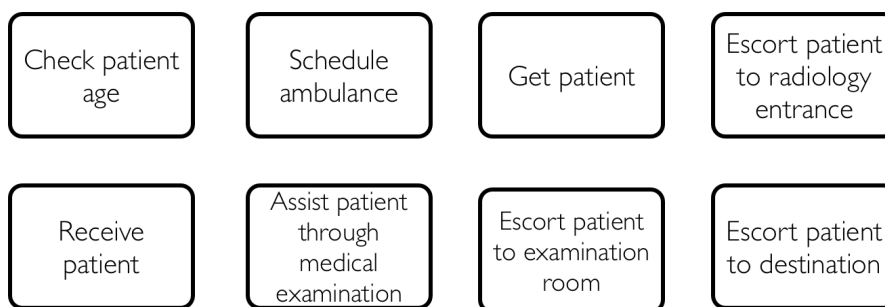 Check patient
age
Schedule
ambulance
Get patient
Escort patient
to radiology
entrance
Receive
patient
Assist patient
through
medical
examination
Escort patient
to examination
room
Escort patient
to destination